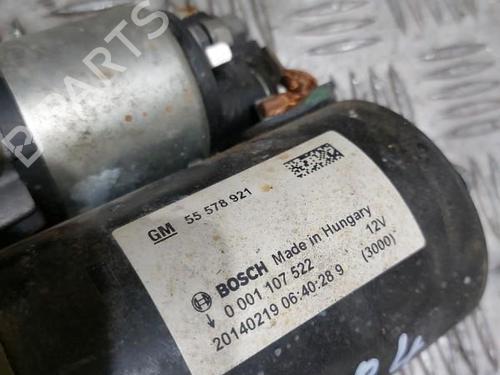 B PARTS
GM 55 578 921
BOSCH Made in Hungary
0 001 107 522 12V
20140219 06:40:28 9 (3000)